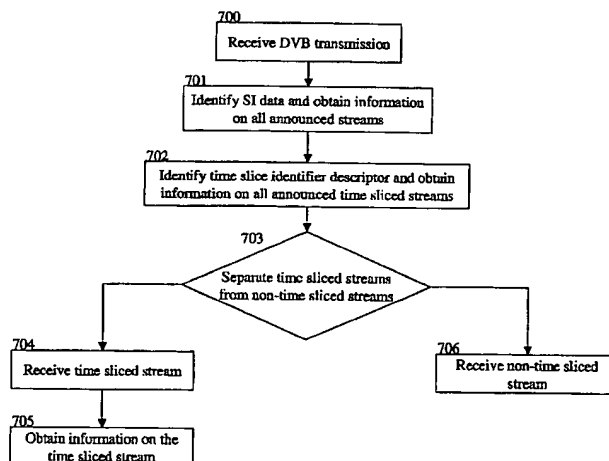 700
Receive DVB transmission
701
Identify SI data and obtain information
on all announced streams
702
Identify time slice identifier descriptor and obtain
information on all announced time sliced streams
703
Separate time sliced streams
from non-time sliced streams
704
Receive time sliced stream
706
Receive non-time sliced
stream
705
Obtain information on the
time sliced stream